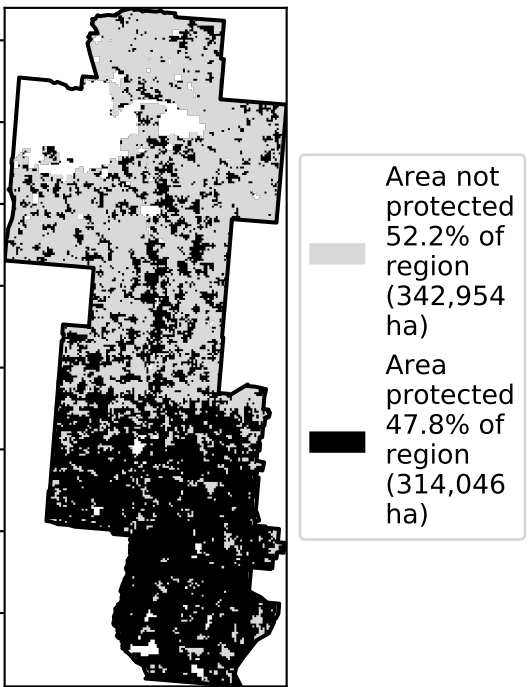 Area not
protected
52.2% of
region
(342,954
ha)
Area
protected
47.8% of
region
(314,046
ha)